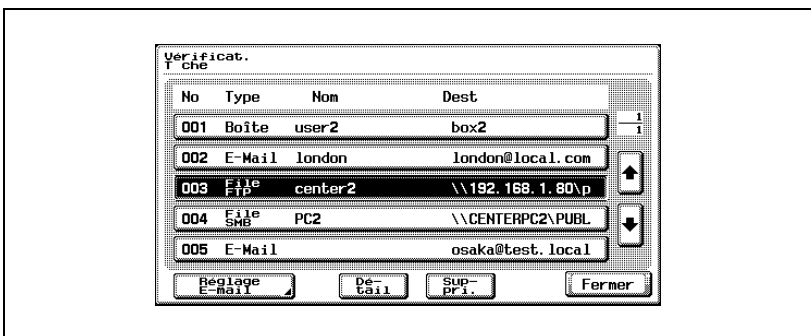 Vérificat.
T che
No Type Nom Dest
1
1
001 Boîte user2 box2
002 E-Mail london london@local.com
003 File FTP center2 \\192.168.1.80\p
004 File SMB PC2 \\CENTERPC2\PUBL
005 E-Mail osaka@test.local
Réglage
E-mail
Dé-
tail
Sup-
pri.
Fermer